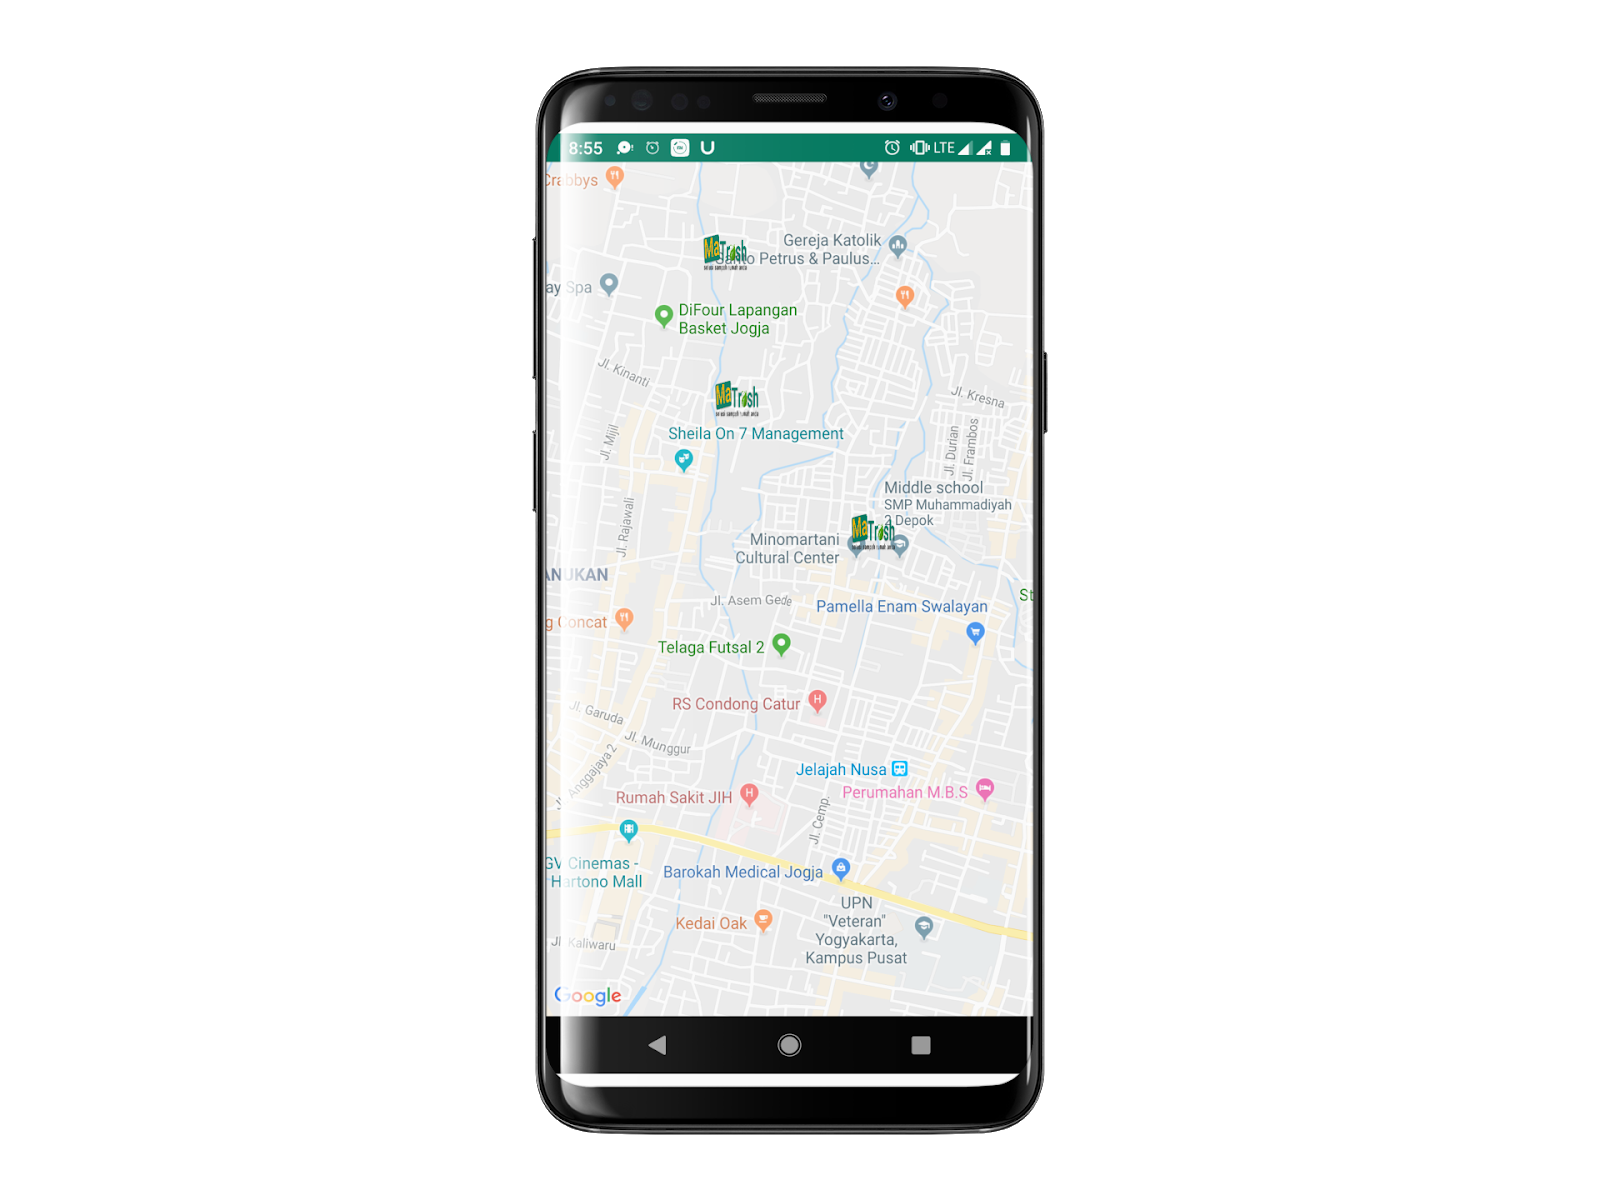 8:55
LTE
Crabbys
MaTrash
Gereja Katolik
Santo Petrus & Paulus...
ay Spa
DiFour Lapangan
Basket Jogja
Jl. Kinanti
Jl. Kresna
MaTrash
Sheila On 7 Management
Jl. Mijil
Jl. Durian
Jl. Frambos
Middle school
SMP Muhammadiyah
2 Depok
Jl. Rajawali
MaTrash
Minomartani
Cultural Center
ANUKAN
Jl. Asem Gede
Pamella Enam Swalayan
St
g Concat
Telaga Futsal 2
RS Condong Catur
H
Jl. Garuda
Jl. Munggur
Jl. Anggajaya 2
Jelajah Nusa
Perumahan M.B.S
Rumah Sakit JIH
H
Jl. Cemp.
GV Cinemas -
Hartono Mall
Barokah Medical Jogja
Kedai Oak
UPN
"Veteran"
Yogyakarta,
Kampus Pusat
Jl. Kaliwaru
Google